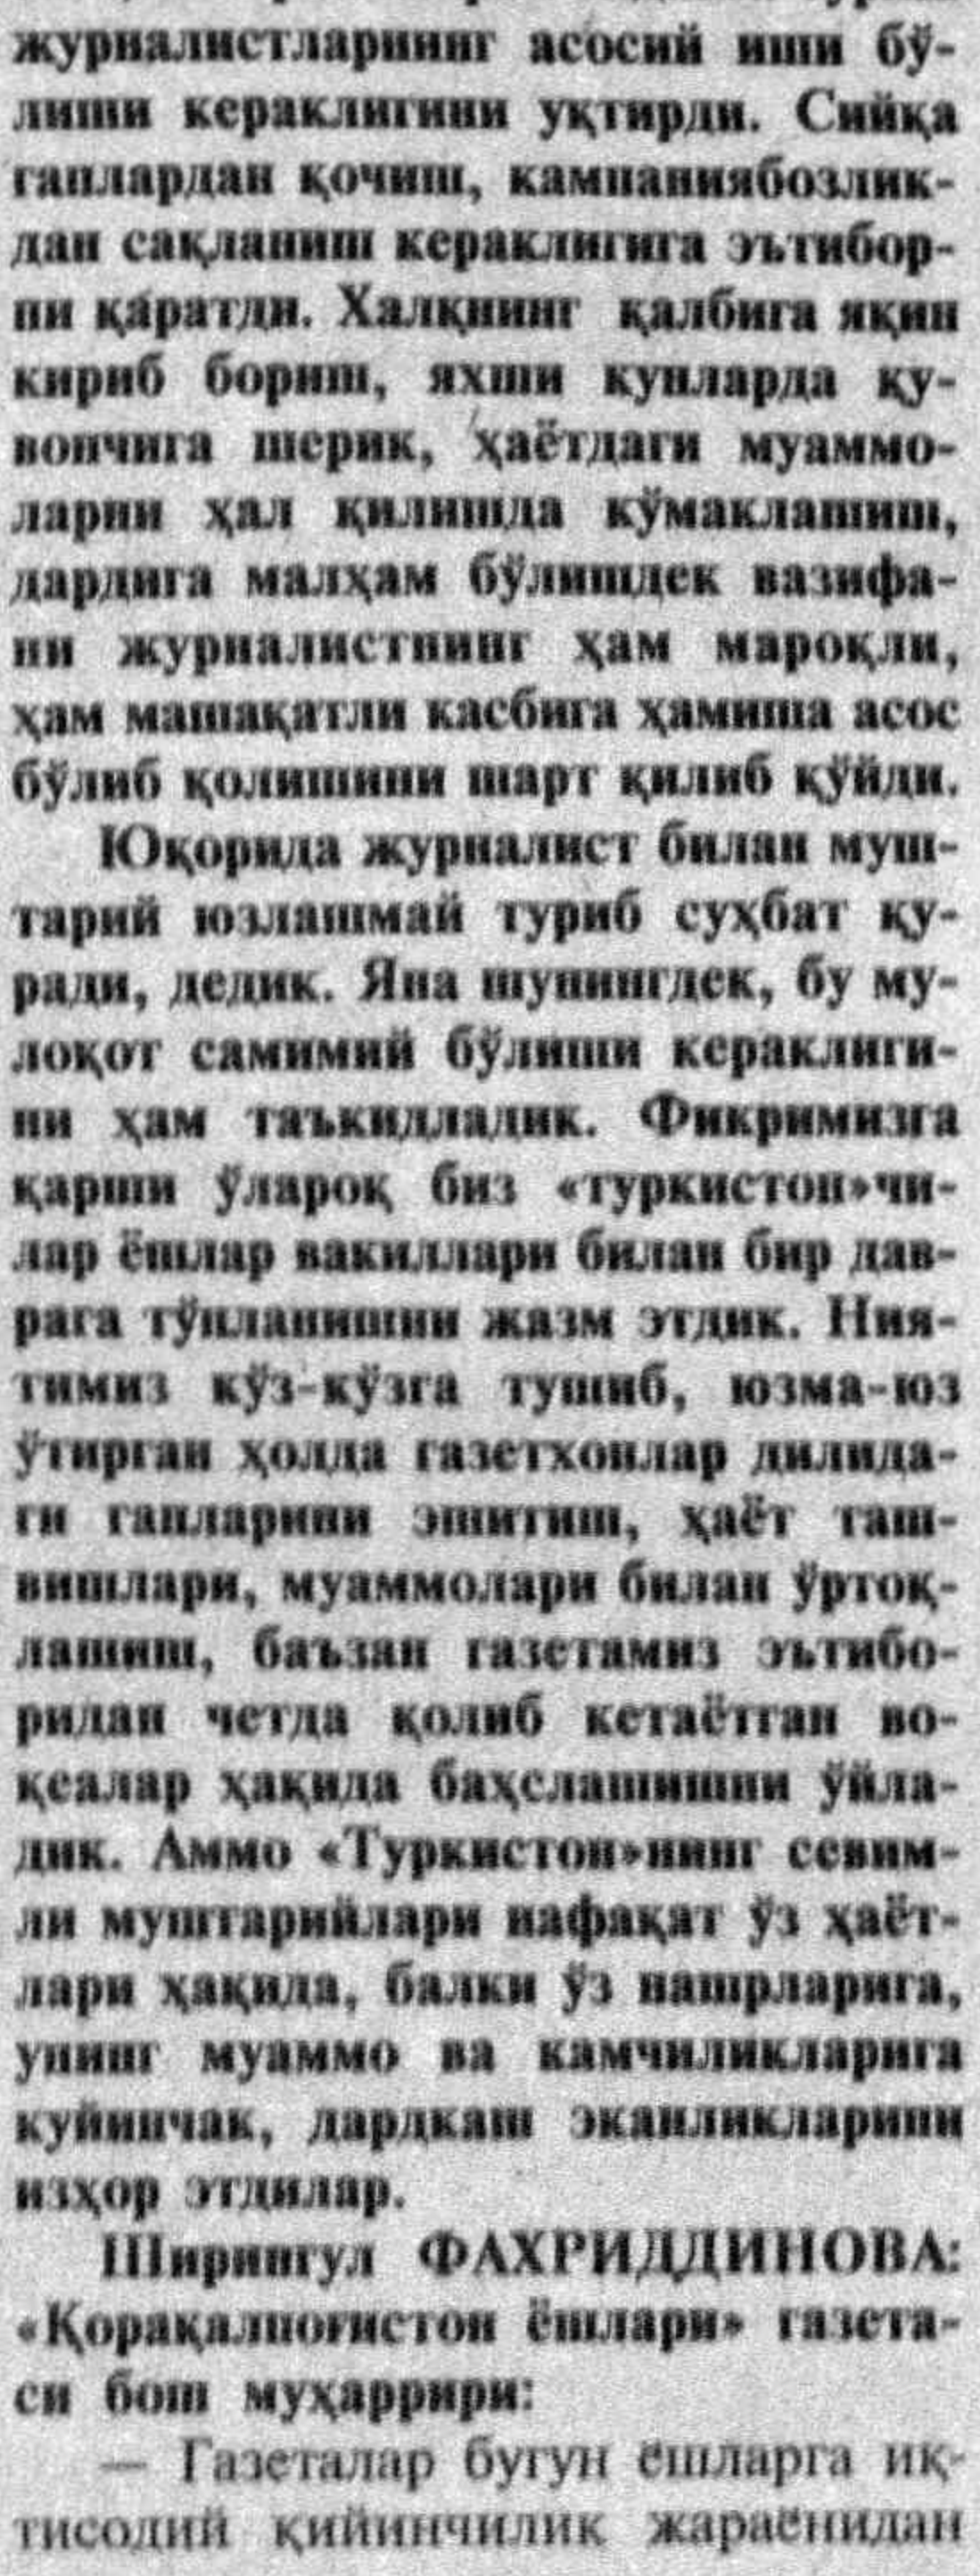 журналистларининг асосий иши бў-
лиши кераклигини уқтирди. Сийқа
гаплардан қочиш, кампаниябозлик-
дан сақланиш кераклигига эътибор-
ни қаратди. Халқнинг қалбига яқин
кириб бориш, яхши кунларда қу-
вончига шерик, ҳаётдаги муаммо-
ларни ҳал қилишда кўмаклашиш,
дардига малҳам бўлишдек вазифа-
ни журналистнинг ҳам мароқли,
ҳам машақатли касбига ҳамиша асос
бўлиб қолишини шарт қилиб қўйди.
Юқорида журналист билан муш-
тарий юзлашмай туриб суҳбат қу-
ради, дедик. Яна шунингдек, бу му-
лоқот самимий бўлиши кераклиги-
ни ҳам таъкидладик. Фикримизга
қарши ўлароқ биз «туркистон»чи-
лар ёшлар вакиллари билан бир дав-
рага тўпланишни жазм этдик. Ния-
тимиз кўз-кўзга тушиб, юзма-юз
ўтирган ҳолда газетхонлар дилида-
ги гапларини эшитиш, ҳаёт таш-
вишлари, муаммолари билан ўртоқ-
лашиш, баъзан газетамиз эътибо-
ридан четда қолиб кетаётган во-
қеалар ҳақида баҳслашишни ўйла-
дик. Аммо «Туркистон»нинг севим-
ли муштарийлари нафақат ўз ҳаёт-
лари ҳақида, балки ўз нашрларига,
унинг муаммо ва камчиликларига
куйинчак, дардкаш эканликларини
изҳор этдилар.
Ширингул ФАХРИДДИНОВА:
«Қорақалпоғистон ёшлари» газета-
си бош муҳаррири:
— Газеталар бугун ёшларга иқ-
тисодий қийинчилик жараёнидан